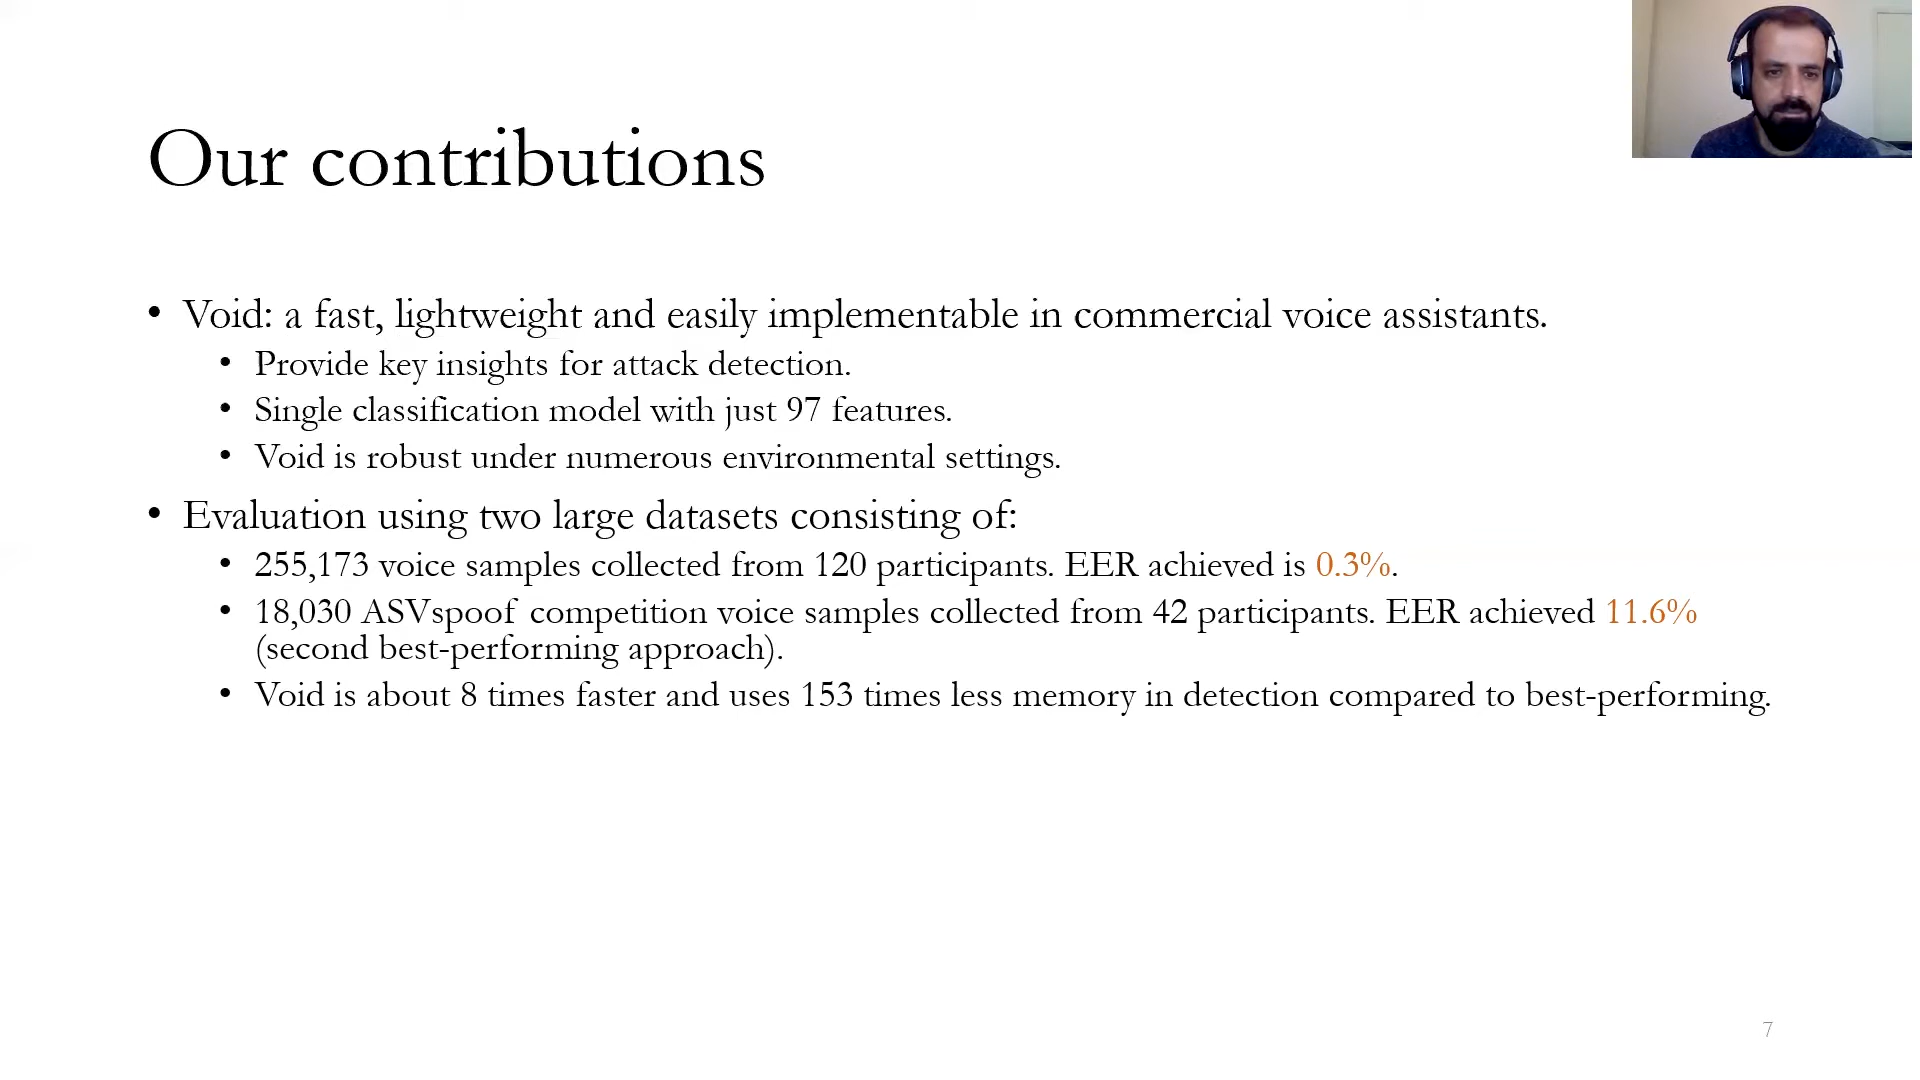 Our contributions
• Void: a fast, lightweight and easily implementable in commercial voice assistants.
• Provide key insights for attack detection.
• Single classification model with just 97 features.
• Void is robust under numerous environmental settings.
• Evaluation using two large datasets consisting of:
• 255,173 voice samples collected from 120 participants. EER achieved is 0.3%.
• 18,030 ASVspoof competition voice samples collected from 42 participants. EER achieved 11.6%
(second best-performing approach).
• Void is about 8 times faster and uses 153 times less memory in detection compared to best-performing.
7